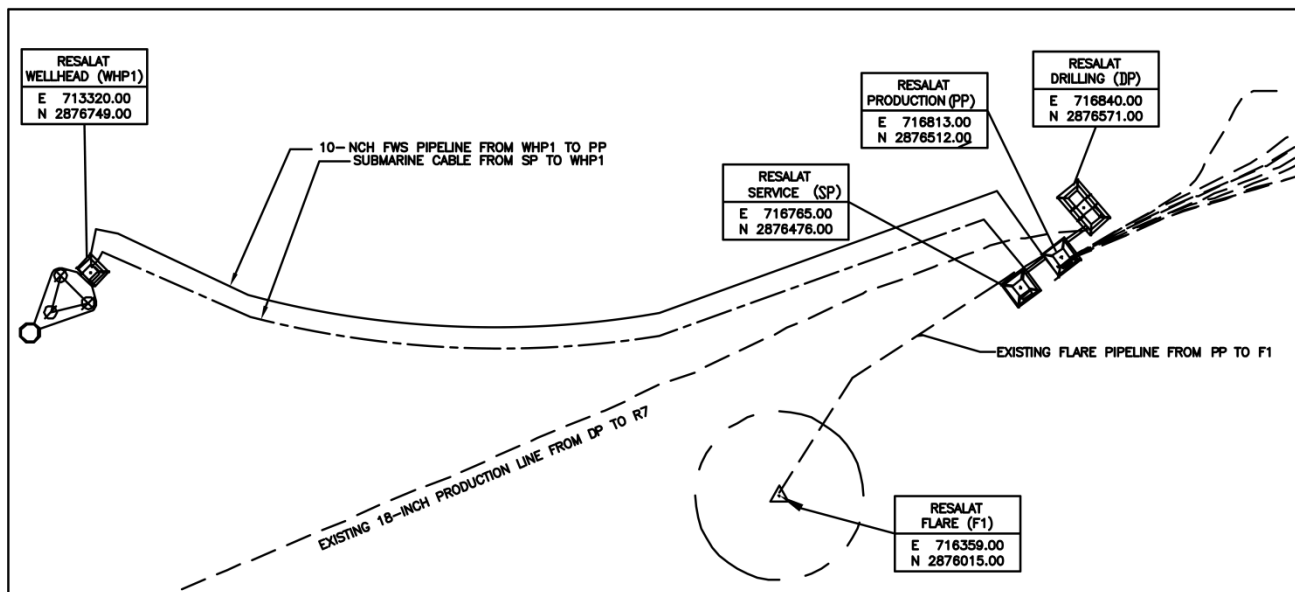 RESALAT
WELLHEAD (WHP1)
E 713320.00
N 2876749.00
10-NCH FWS PIPELINE FROM WHP1 TO PP
SUBMARINE CABLE FROM SP TO WHP1
RESALAT
PRODUCTION(PP)
E 716813.00
N 2876512.00
RESALAT
DRILLING (DP)
E 716840.00
N 2876571.00
RESALAT
SERVICE (SP)
E 716765.00
N 2876476.00
EXISTING FLARE PIPELINE FROM PP TO F1
EXISTING 18-INCH PRODUCTION LINE FROM DP TO R7
RESALAT
FLARE (F1)
E 716359.00
N 2876015.00